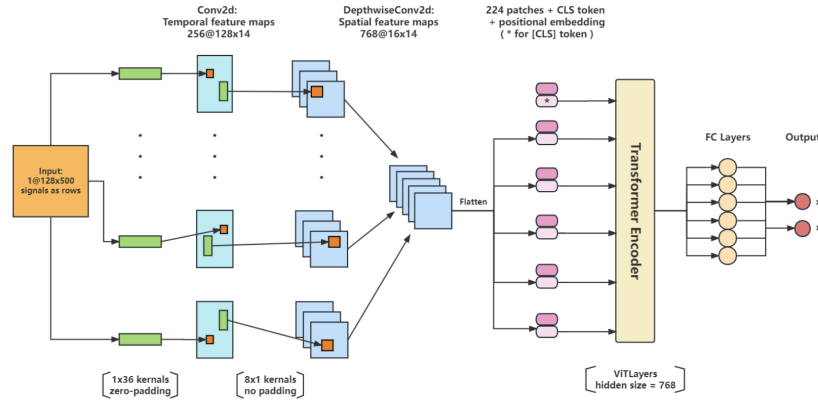 Conv2d:
Temporal feature maps
256@128x14
DepthwiseConv2d:
Spatial feature maps
768@16x14
224 patches + CLS token
+ positional embedding
( * for [CLS] token )
Input:
1@128x500
signals as rows
*
Flatten
Transformer Encoder
FC Layers
Output
1x36 kernals
zero-padding
8x1 kernals
no padding
ViTLayers
hidden size = 768